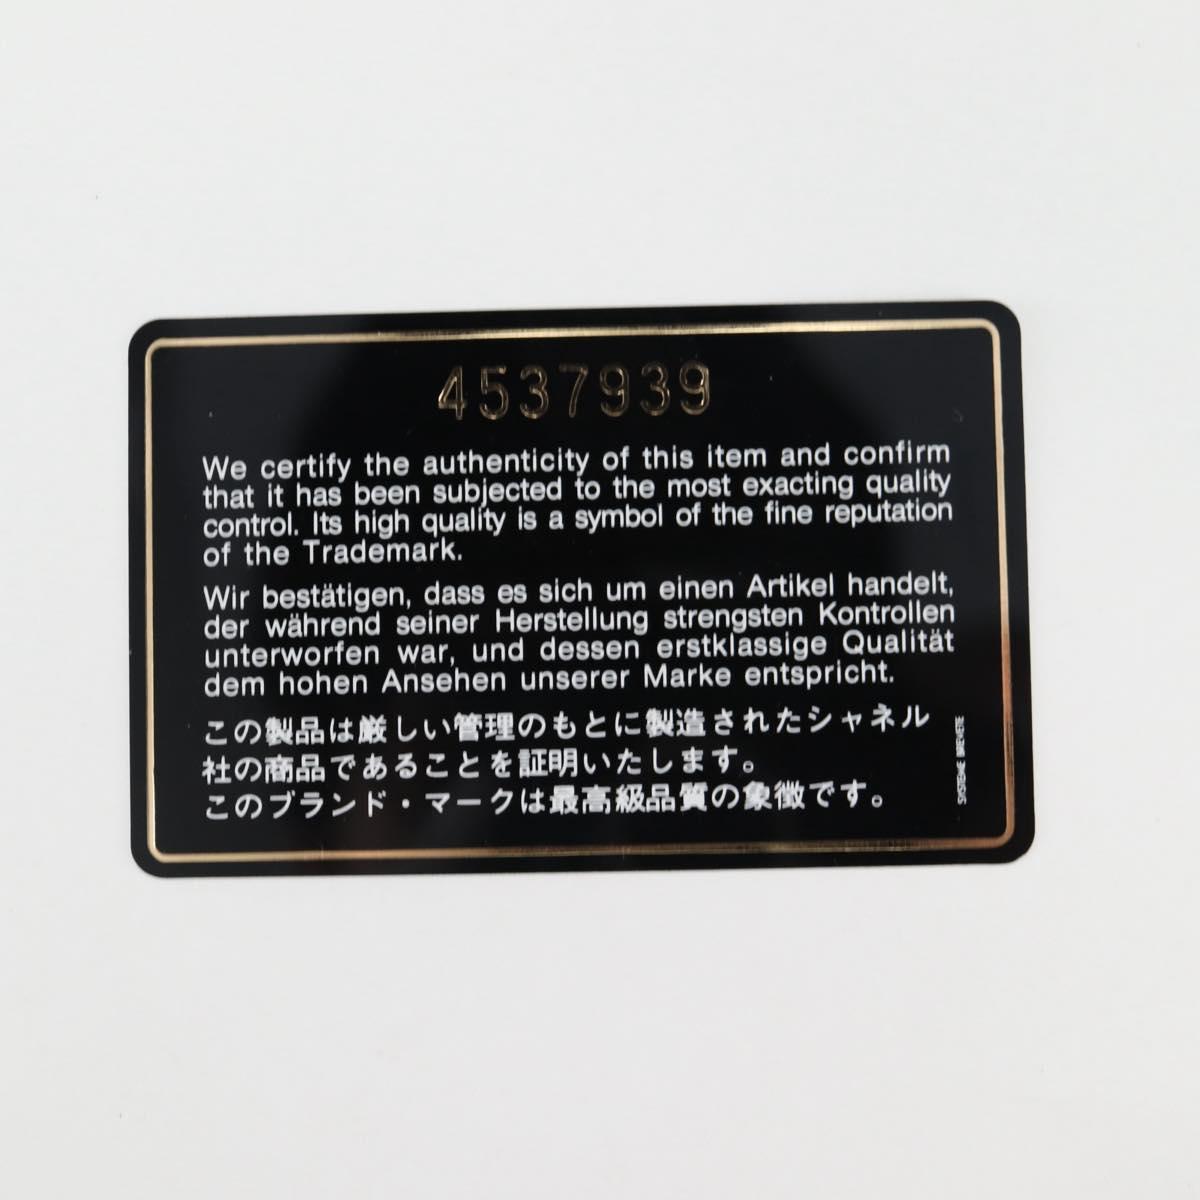 4537939
We certify the authenticity of this item and confirm
that it has been subjected to the most exacting quality
control. Its high quality is a symbol of the fine reputation
of the Trademark.
Wir bestätigen, dass es sich um einen Artikel handelt,
der während seiner Herstellung strengsten Kontrollen
unterworfen war, und dessen erstklassige Qualität
dem hohen Ansehen unserer Marke entspricht.
この製品は厳しい管理のもとに製造されたシャネル
社の商品であることを証明いたします。
このブランド・マークは最高級品質の象徴です。
SYSTEME BREVETE